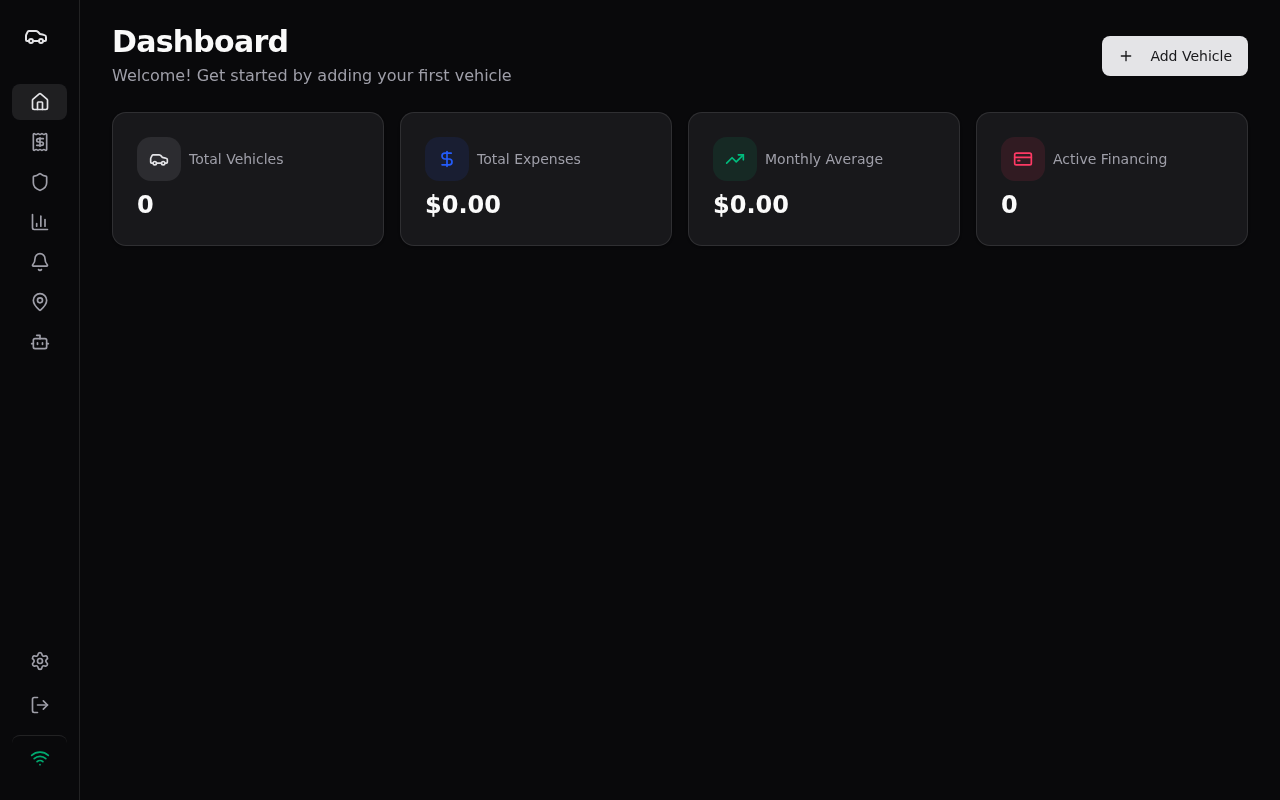 Dashboard
Welcome! Get started by adding your first vehicle
Add Vehicle
Total Vehicles
0
Total Expenses
$0.00
Monthly Average
$0.00
Active Financing
0